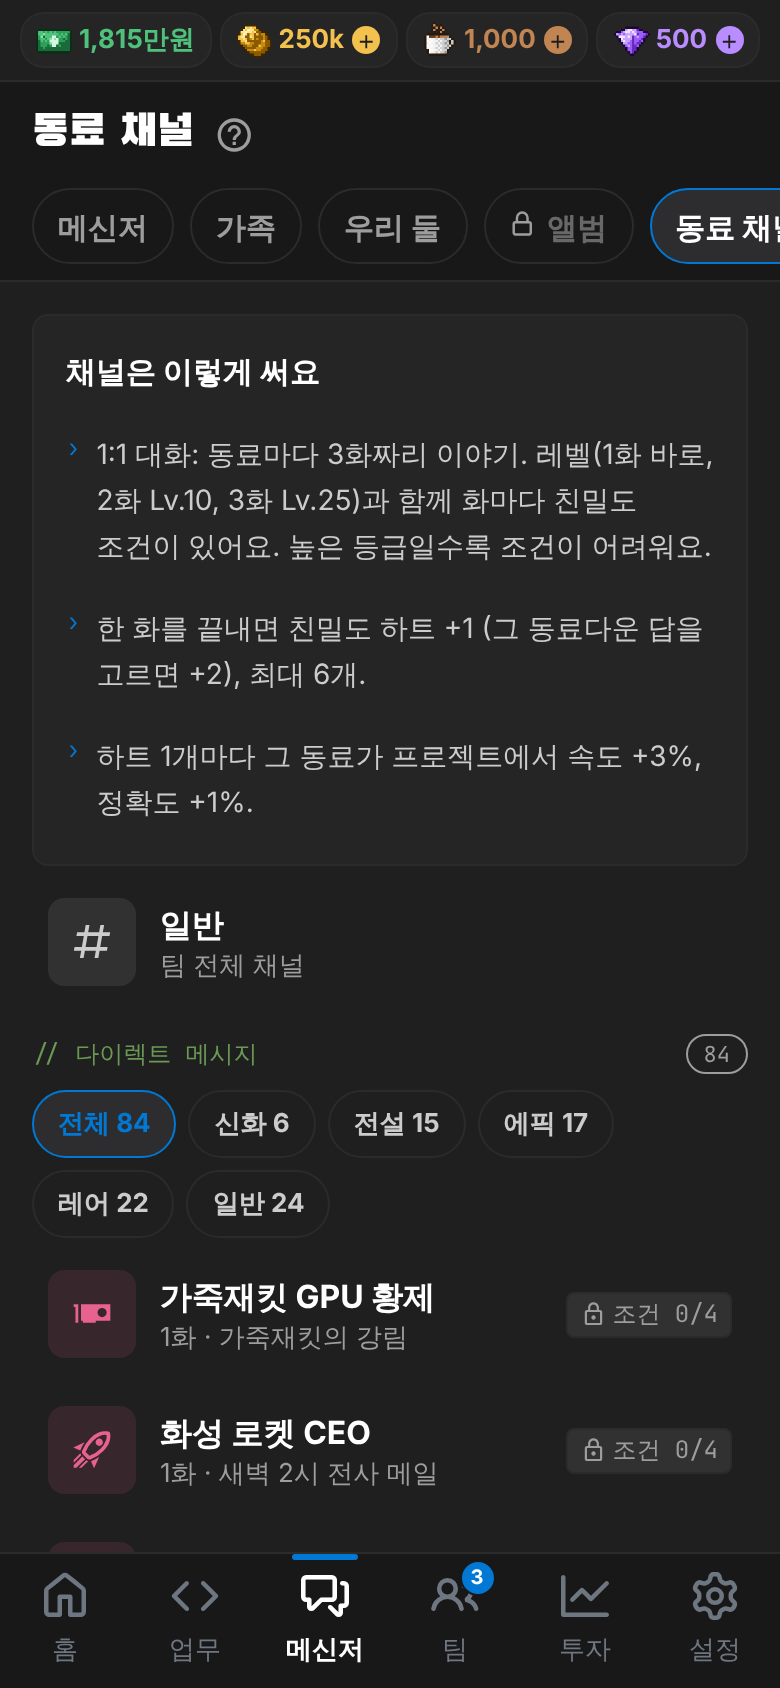 1,815만원 250k 1,000 500
동료 채널
메신저 가족 우리 둘 앨범 동료 채널
채널은 이렇게 써요
1:1 대화: 동료마다 3화짜리 이야기. 레벨(1화 바로,
2화 Lv.10, 3화 Lv.25)과 함께 화마다 친밀도
조건이 있어요. 높은 등급일수록 조건이 어려워요.
한 화를 끝내면 친밀도 하트 +1 (그 동료다운 답을
고르면 +2), 최대 6개.
하트 1개마다 그 동료가 프로젝트에서 속도 +3%,
정확도 +1%.
일반
팀 전체 채널
// 다이렉트 메시지 84
전체 84 신화 6 전설 15 에픽 17
레어 22 일반 24
가죽재킷 GPU 황제
1화 · 가죽재킷의 강림
조건 0/4
화성 로켓 CEO
1화 · 새벽 2시 전사 메일
조건 0/4
3
홈 업무 메신저 팀 투자 설정